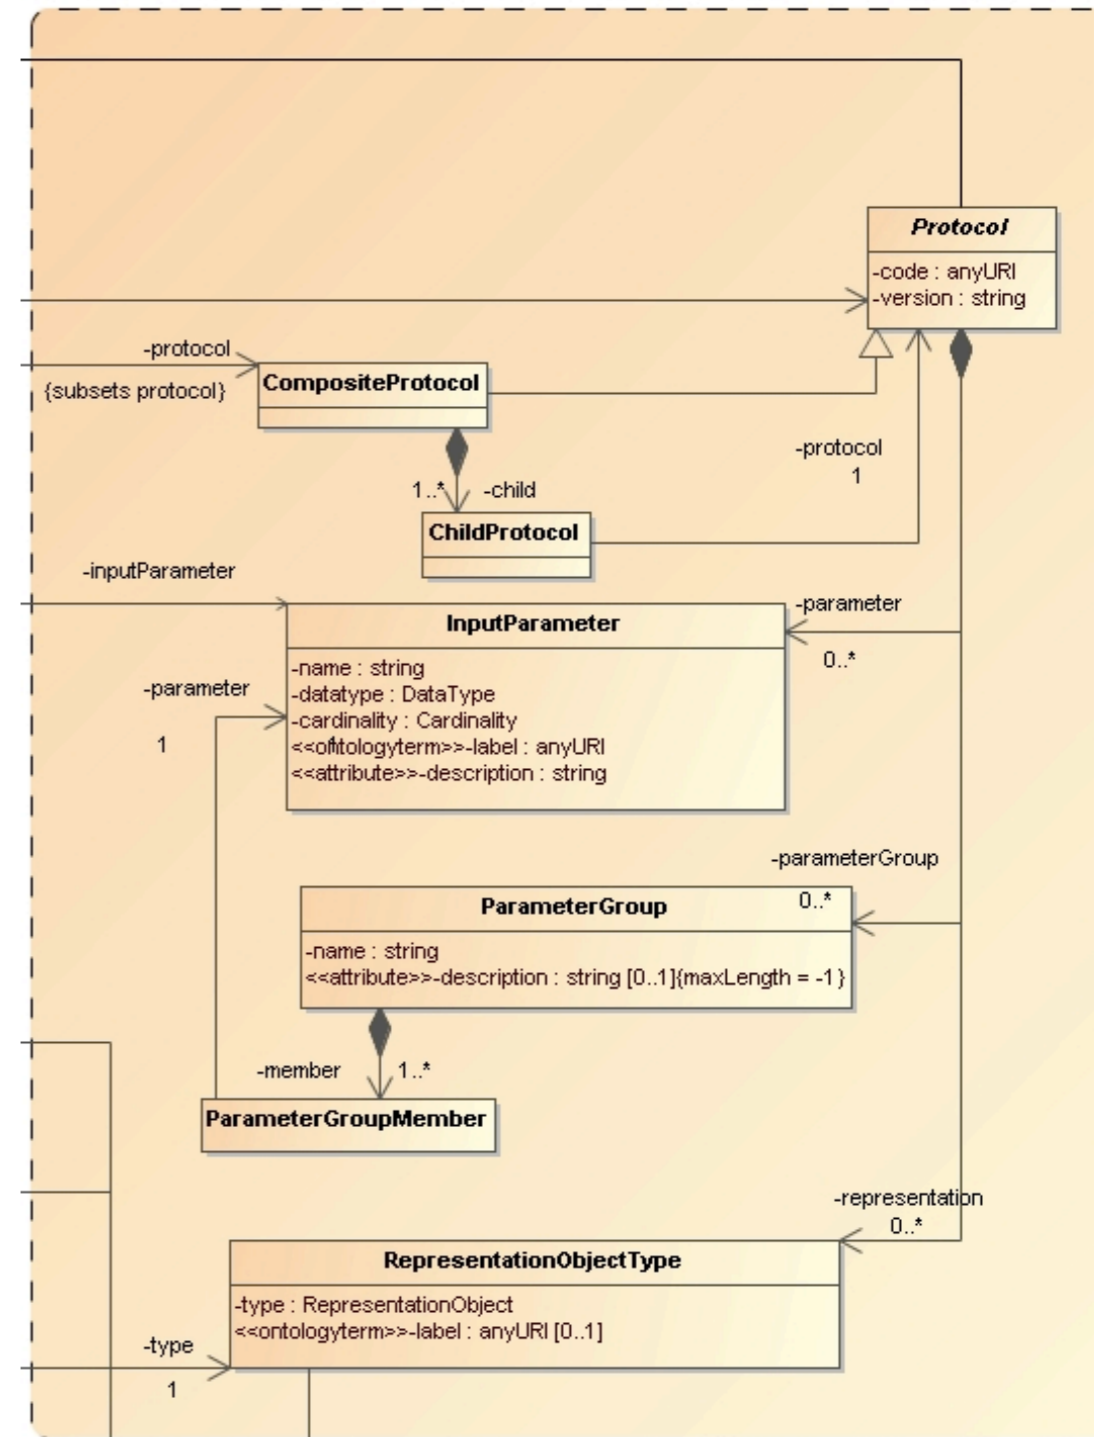 Protocol
-code : anyURI
-version : string
-protocol
{subsets protocol}
CompositeProtocol
-protocol
1
1..*
-child
ChildProtocol
-inputParameter
InputParameter
-parameter
0..*
-name : string
-datatype : DataType
-cardinality : Cardinality
<<ontologyterm>>-label : anyURI
<<attribute>>-description : string
-parameter
1
-parameterGroup
0..*
ParameterGroup
-name : string
<<attribute>>-description : string [0..1]{maxLength = -1}
-member
1..*
ParameterGroupMember
-representation
0..*
RepresentationObjectType
-type : RepresentationObject
<<ontologyterm>>-label : anyURI [0..1]
-type
1